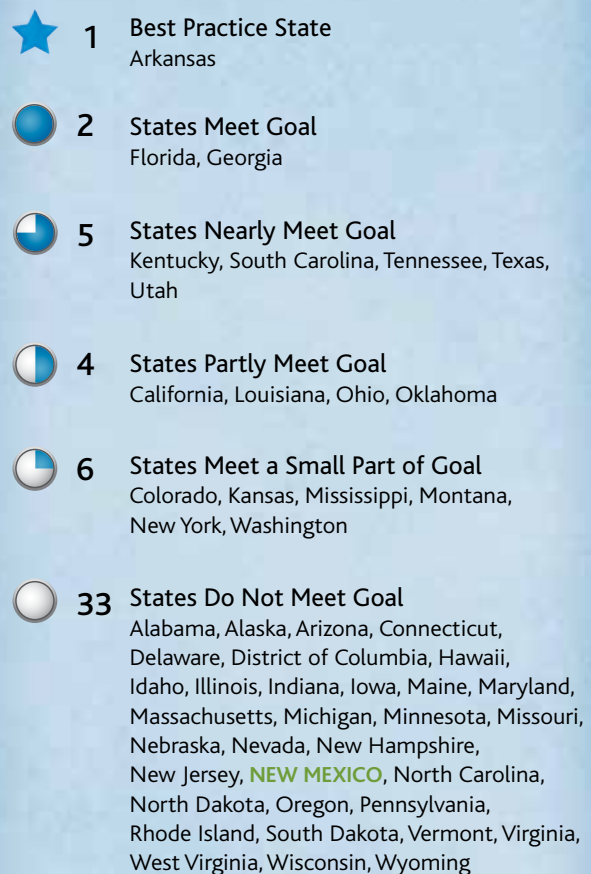 1 Best Practice State
Arkansas
2 States Meet Goal
Florida, Georgia
5 States Nearly Meet Goal
Kentucky, South Carolina, Tennessee, Texas,
Utah
4 States Partly Meet Goal
California, Louisiana, Ohio, Oklahoma
6 States Meet a Small Part of Goal
Colorado, Kansas, Mississippi, Montana,
New York, Washington
33 States Do Not Meet Goal
Alabama, Alaska, Arizona, Connecticut,
Delaware, District of Columbia, Hawaii,
Idaho, Illinois, Indiana, Iowa, Maine, Maryland,
Massachusetts, Michigan, Minnesota, Missouri,
Nebraska, Nevada, New Hampshire,
New Jersey, NEW MEXICO, North Carolina,
North Dakota, Oregon, Pennsylvania,
Rhode Island, South Dakota, Vermont, Virginia,
West Virginia, Wisconsin, Wyoming